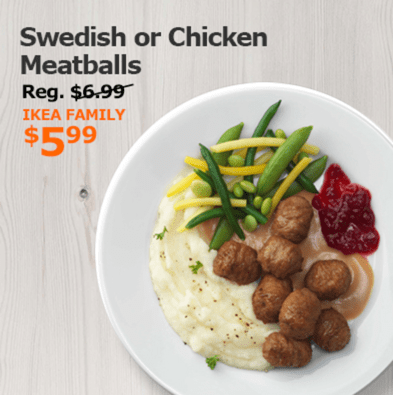 Swedish or Chicken
Meatballs
Reg. $6.99
IKEA FAMILY
$5.99